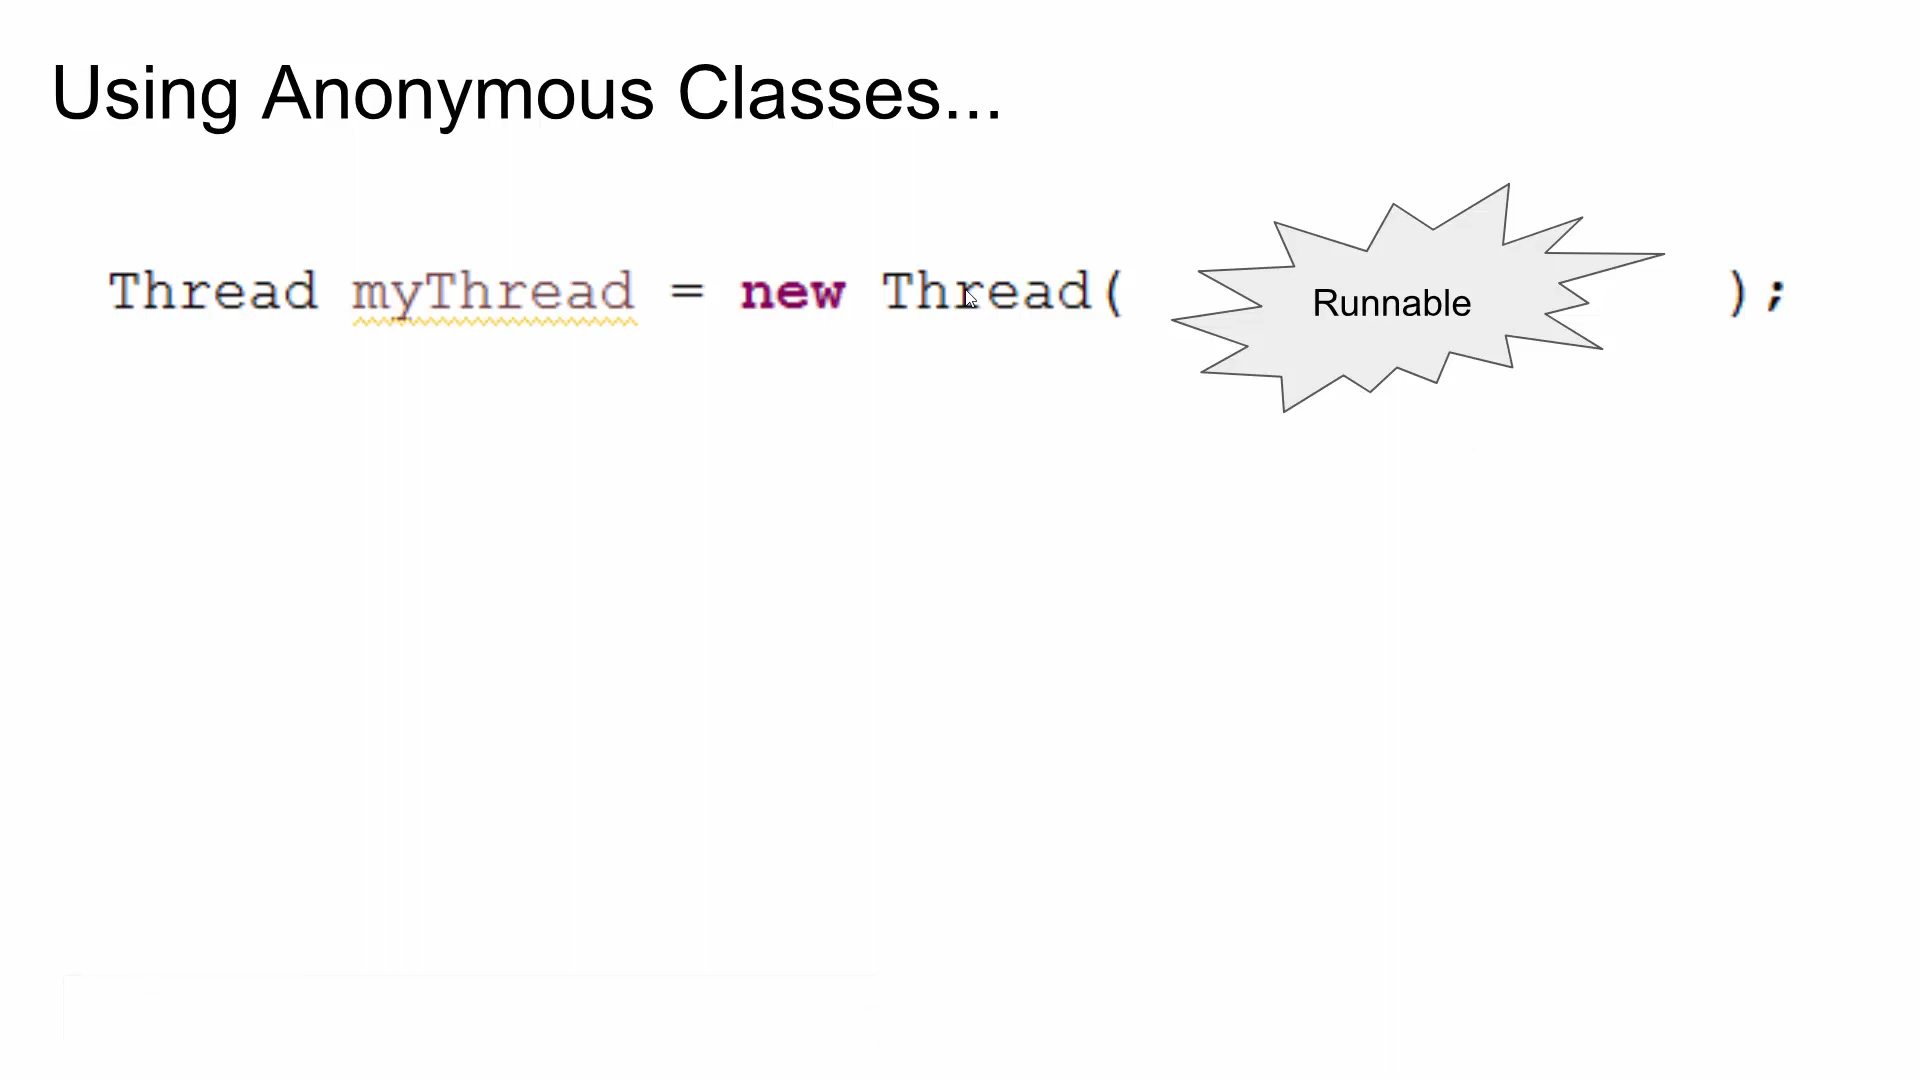 Using Anonymous Classes...
Thread myThread = new Thread( Runnable );